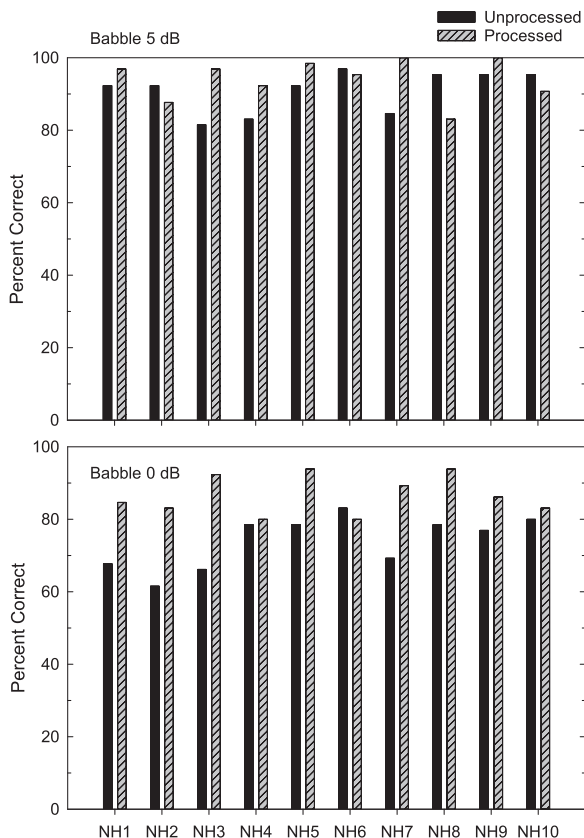 Unprocessed
Processed
Babble 5 dB
100
80
60
40
20
0
Percent Correct
Babble 0 dB
100
80
60
40
20
0
Percent Correct
NH1 NH2 NH3 NH4 NH5 NH6 NH7 NH8 NH9 NH10